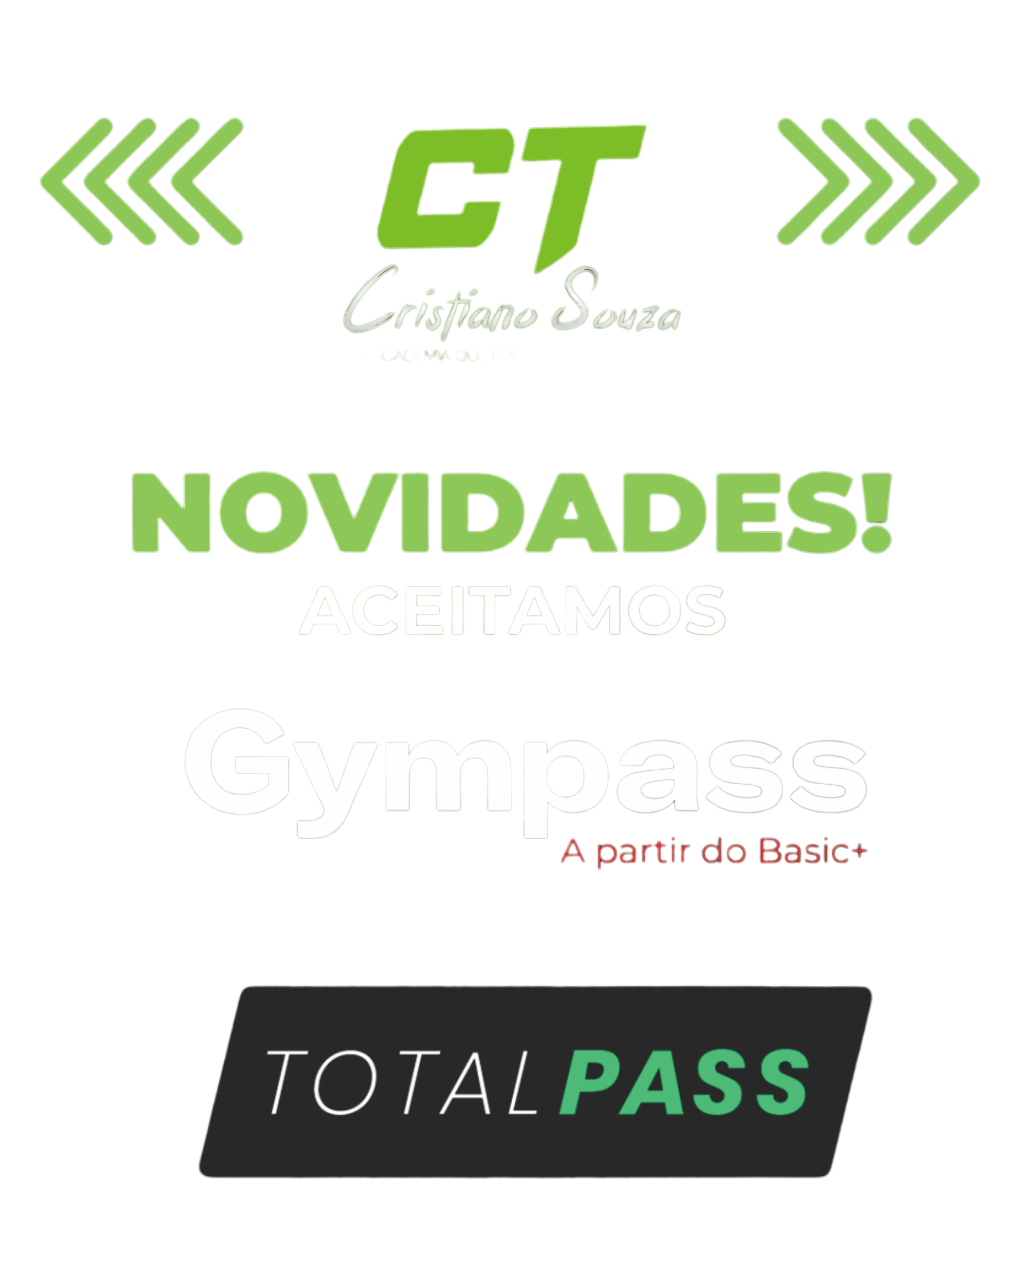 CT
Cristiano Souza
NOVIDADES!
ACEITAMOS
Gympass
A partir do Basic+
TOTALPASS